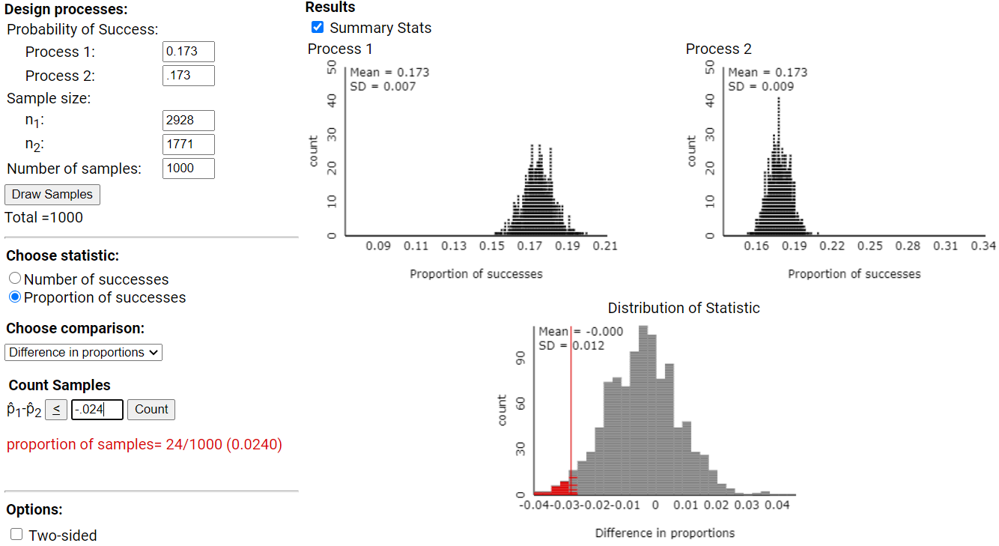 Design processes:
Probability of Success:
Process 1: 0.173
Process 2: .173
Sample size:
n1: 2928
n2: 1771
Number of samples: 1000
Draw Samples
Total =1000
Choose statistic:
Number of successes
Proportion of successes
Choose comparison:
Difference in proportions
Count Samples
p̂1-p̂2 ≤ -.024 Count
proportion of samples= 24/1000 (0.0240)
Options:
Two-sided
Results
Summary Stats
Process 1
Mean = 0.173
SD = 0.007
50
40
30
20
10
0
count
0.09 0.11 0.13 0.15 0.17 0.19 0.21
Proportion of successes
Process 2
Mean = 0.173
SD = 0.009
50
40
30
20
10
0
count
0.16 0.19 0.22 0.25 0.28 0.31 0.34
Proportion of successes
Distribution of Statistic
Mean = -0.000
SD = 0.012
90
60
30
0
count
-0.04 -0.03 -0.02 -0.01 0 0.01 0.02 0.03 0.04
Difference in proportions